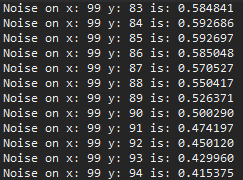 Noise on x: 99 y: 83 is: 0.584841
Noise on x: 99 y: 84 is: 0.592686
Noise on x: 99 y: 85 is: 0.592697
Noise on x: 99 y: 86 is: 0.585048
Noise on x: 99 y: 87 is: 0.570527
Noise on x: 99 y: 88 is: 0.550417
Noise on x: 99 y: 89 is: 0.526371
Noise on x: 99 y: 90 is: 0.500290
Noise on x: 99 y: 91 is: 0.474197
Noise on x: 99 y: 92 is: 0.450120
Noise on x: 99 y: 93 is: 0.429960
Noise on x: 99 y: 94 is: 0.415375